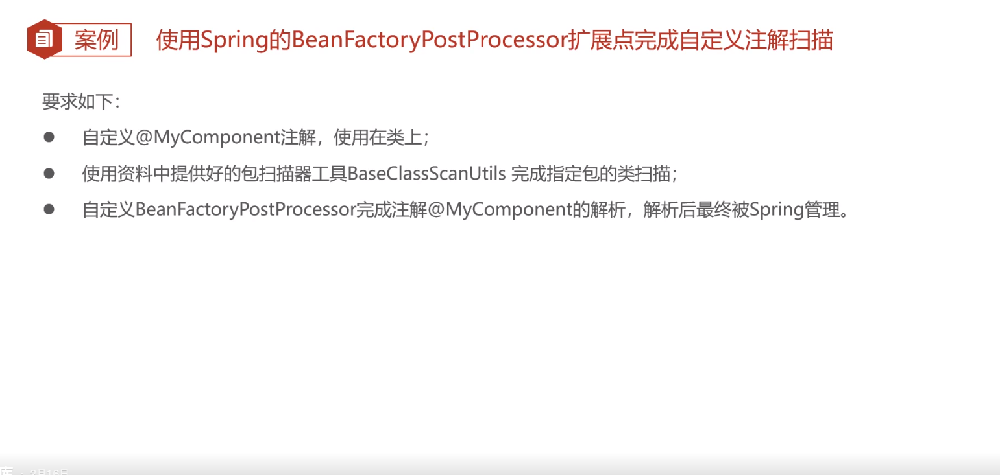 案例
使用Spring的BeanFactoryPostProcessor扩展点完成自定义注解扫描
要求如下：
● 自定义@MyComponent注解，使用在类上；
● 使用资料中提供好的包扫描器工具BaseClassScanUtils 完成指定包的类扫描；
● 自定义BeanFactoryPostProcessor完成注解@MyComponent的解析，解析后最终被Spring管理。
库 · 2月16日